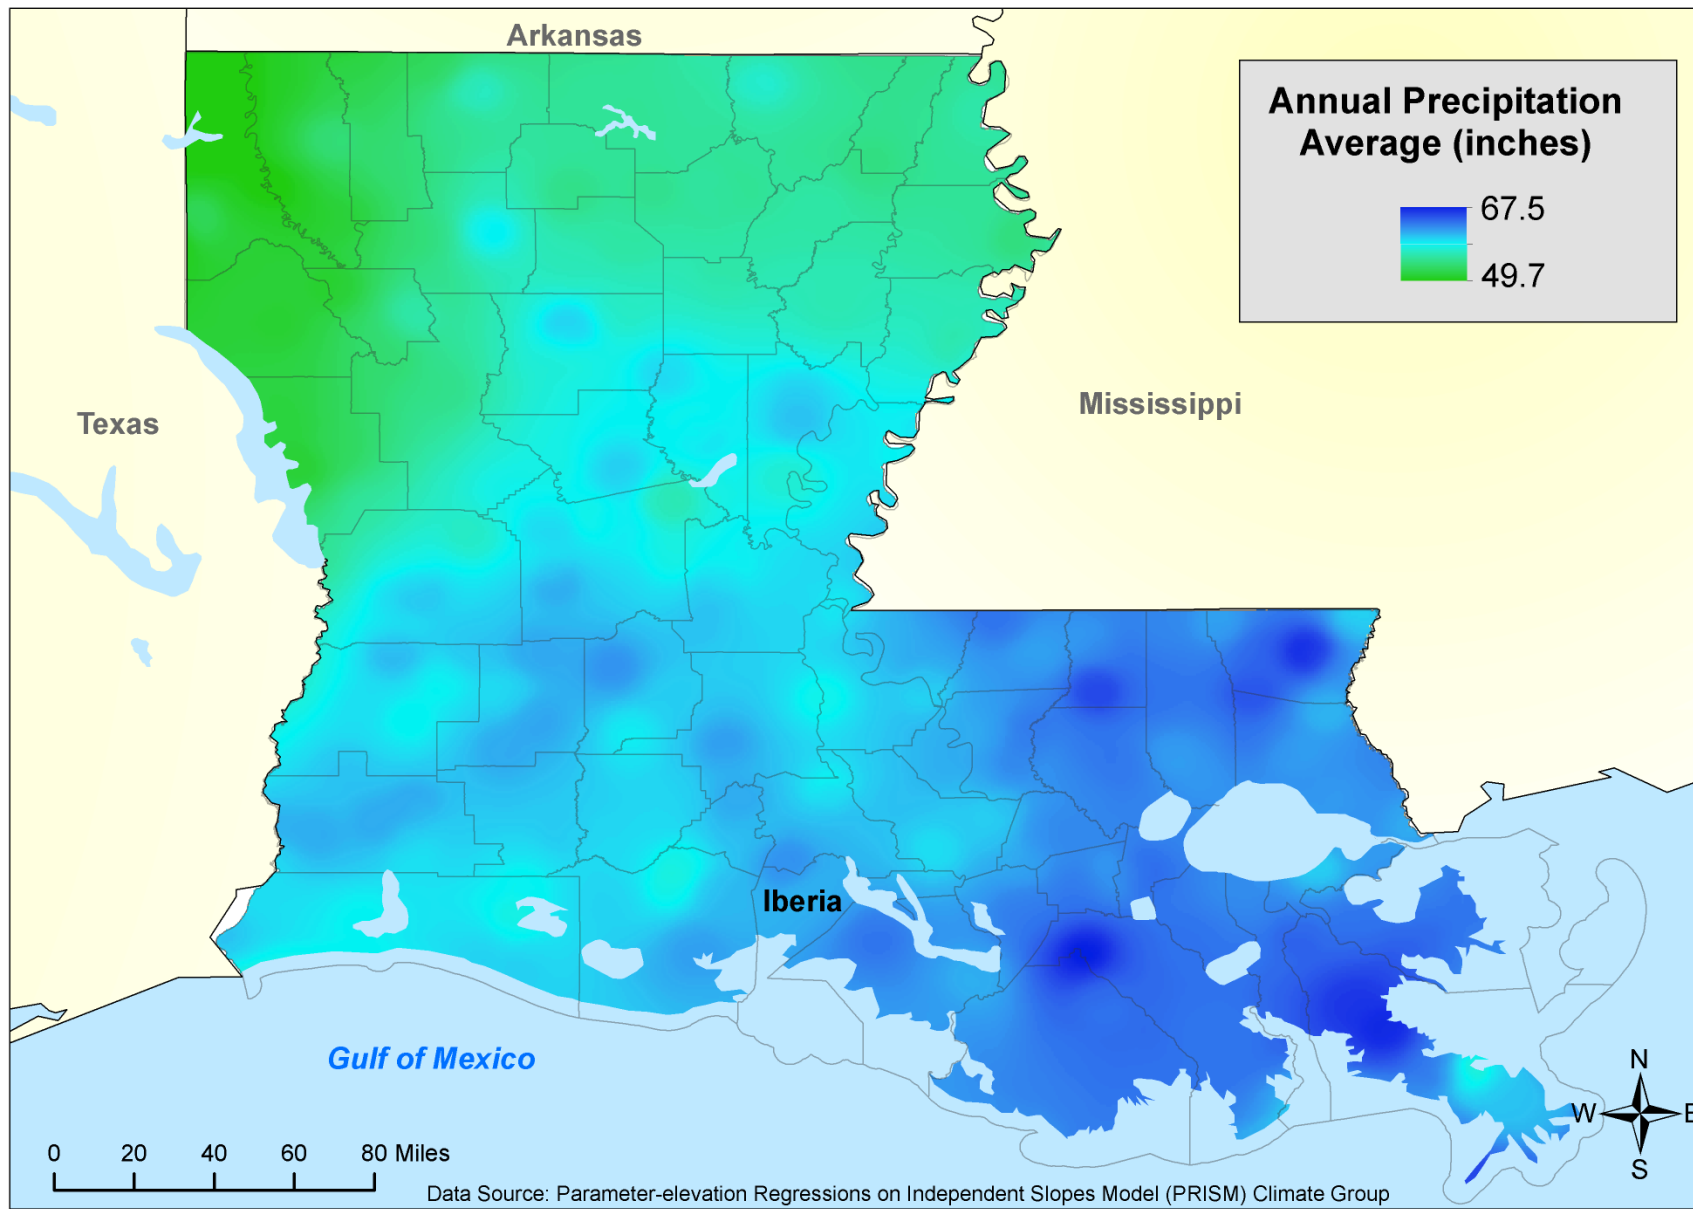 Arkansas
Annual Precipitation
Average (inches)
67.5
49.7
Texas
Mississippi
Iberia
Gulf of Mexico
N
W
E
S
0 20 40 60 80 Miles
Data Source: Parameter-elevation Regressions on Independent Slopes Model (PRISM) Climate Group